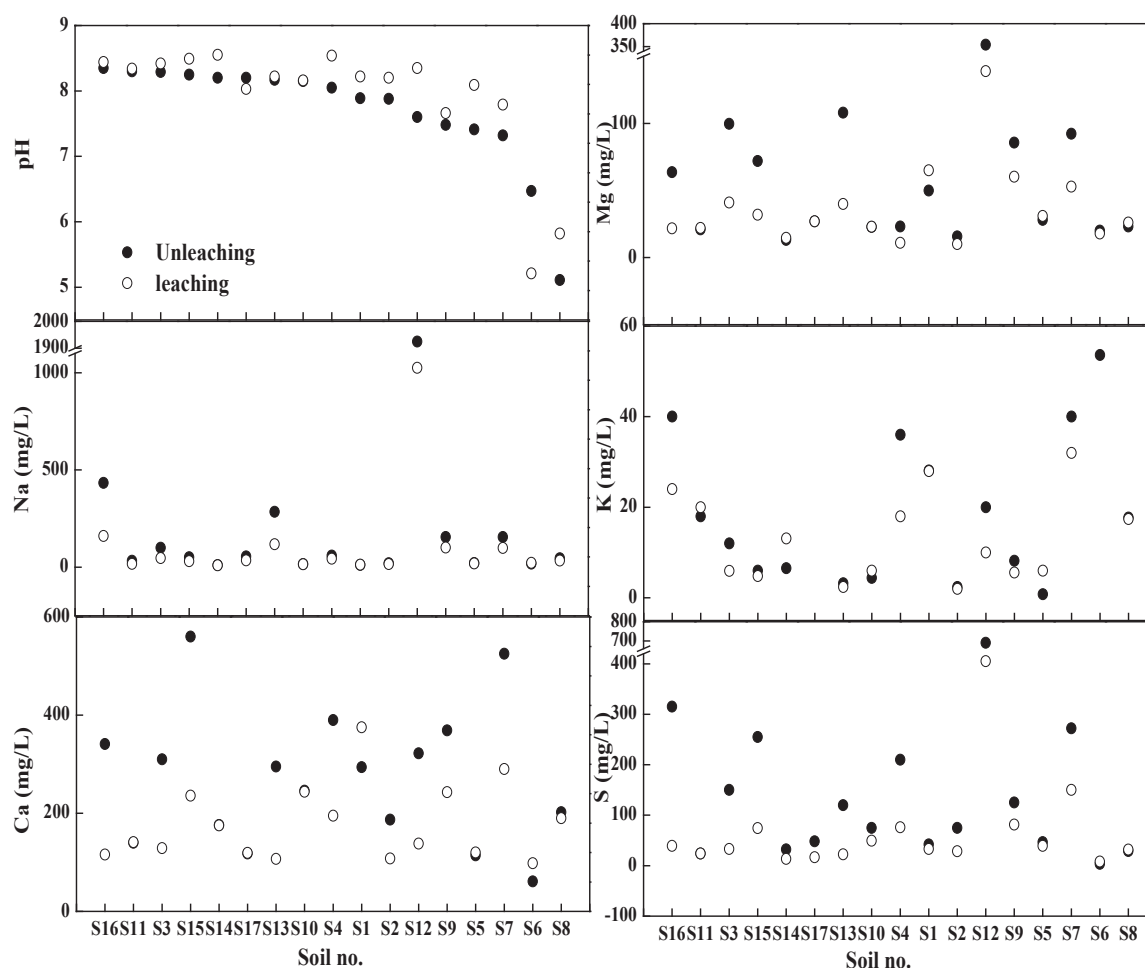 9
8
7
6
5
pH
Unleaching
leaching
2000
1900
1000
500
0
Na (mg/L)
600
400
200
0
Ca (mg/L)
S16 S11 S3 S15 S14 S17 S13 S10 S4 S1 S2 S12 S9 S5 S7 S6 S8
Soil no.
400
350
100
0
Mg (mg/L)
60
40
20
0
K (mg/L)
800
700
400
300
200
100
0
-100
S (mg/L)
S16 S11 S3 S15 S14 S17 S13 S10 S4 S1 S2 S12 S9 S5 S7 S6 S8
Soil no.